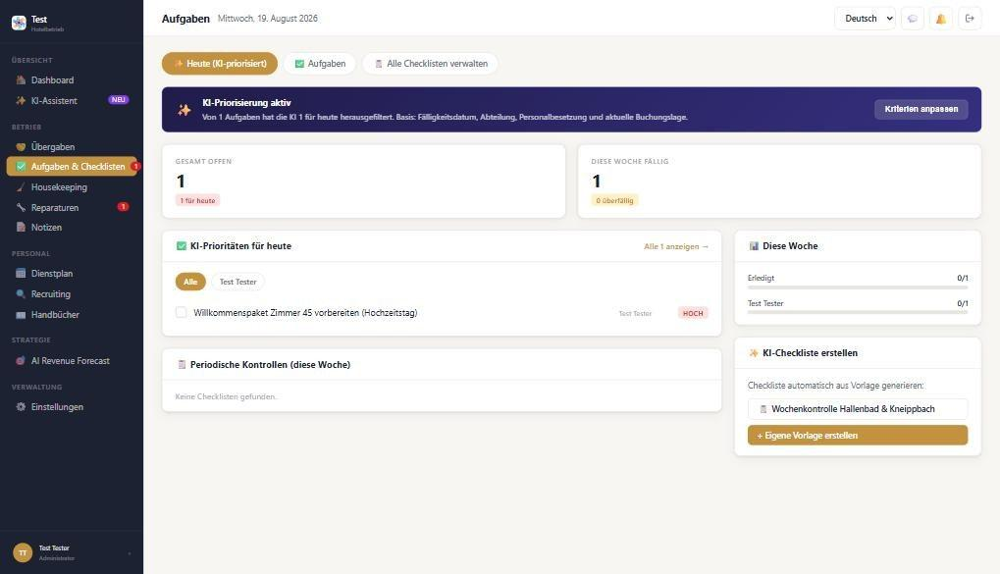 Test
Hotelbetrieb
ÜBERSICHT
Dashboard
KI-Assistent NEU
BETRIEB
Übergaben
Aufgaben & Checklisten 1
Housekeeping
Reparaturen 1
Notizen
PERSONAL
Dienstplan
Recruiting
Handbücher
STRATEGIE
AI Revenue Forecast
VERWALTUNG
Einstellungen
TT
Test Tester
Administrator
Aufgaben Mittwoch, 19. August 2026
Deutsch
Heute (KI-priorisiert) Aufgaben Alle Checklisten verwalten
KI-Priorisierung aktiv
Von 1 Aufgaben hat die KI 1 für heute herausgefiltert. Basis: Fälligkeitsdatum, Abteilung, Personalbesetzung und aktuelle Buchungslage.
Kriterien anpassen
GESAMT OFFEN
1
1 für heute
DIESE WOCHE FÄLLIG
1
0 überfällig
KI-Prioritäten für heute Alle 1 anzeigen →
Alle Test Tester
Willkommenspaket Zimmer 45 vorbereiten (Hochzeitstag) Test Tester HOCH
Periodische Kontrollen (diese Woche)
Keine Checklisten gefunden.
Diese Woche
Erledigt 0/1
Test Tester 0/1
KI-Checkliste erstellen
Checkliste automatisch aus Vorlage generieren:
Wochenkontrolle Hallenbad & Kneippbach
+ Eigene Vorlage erstellen